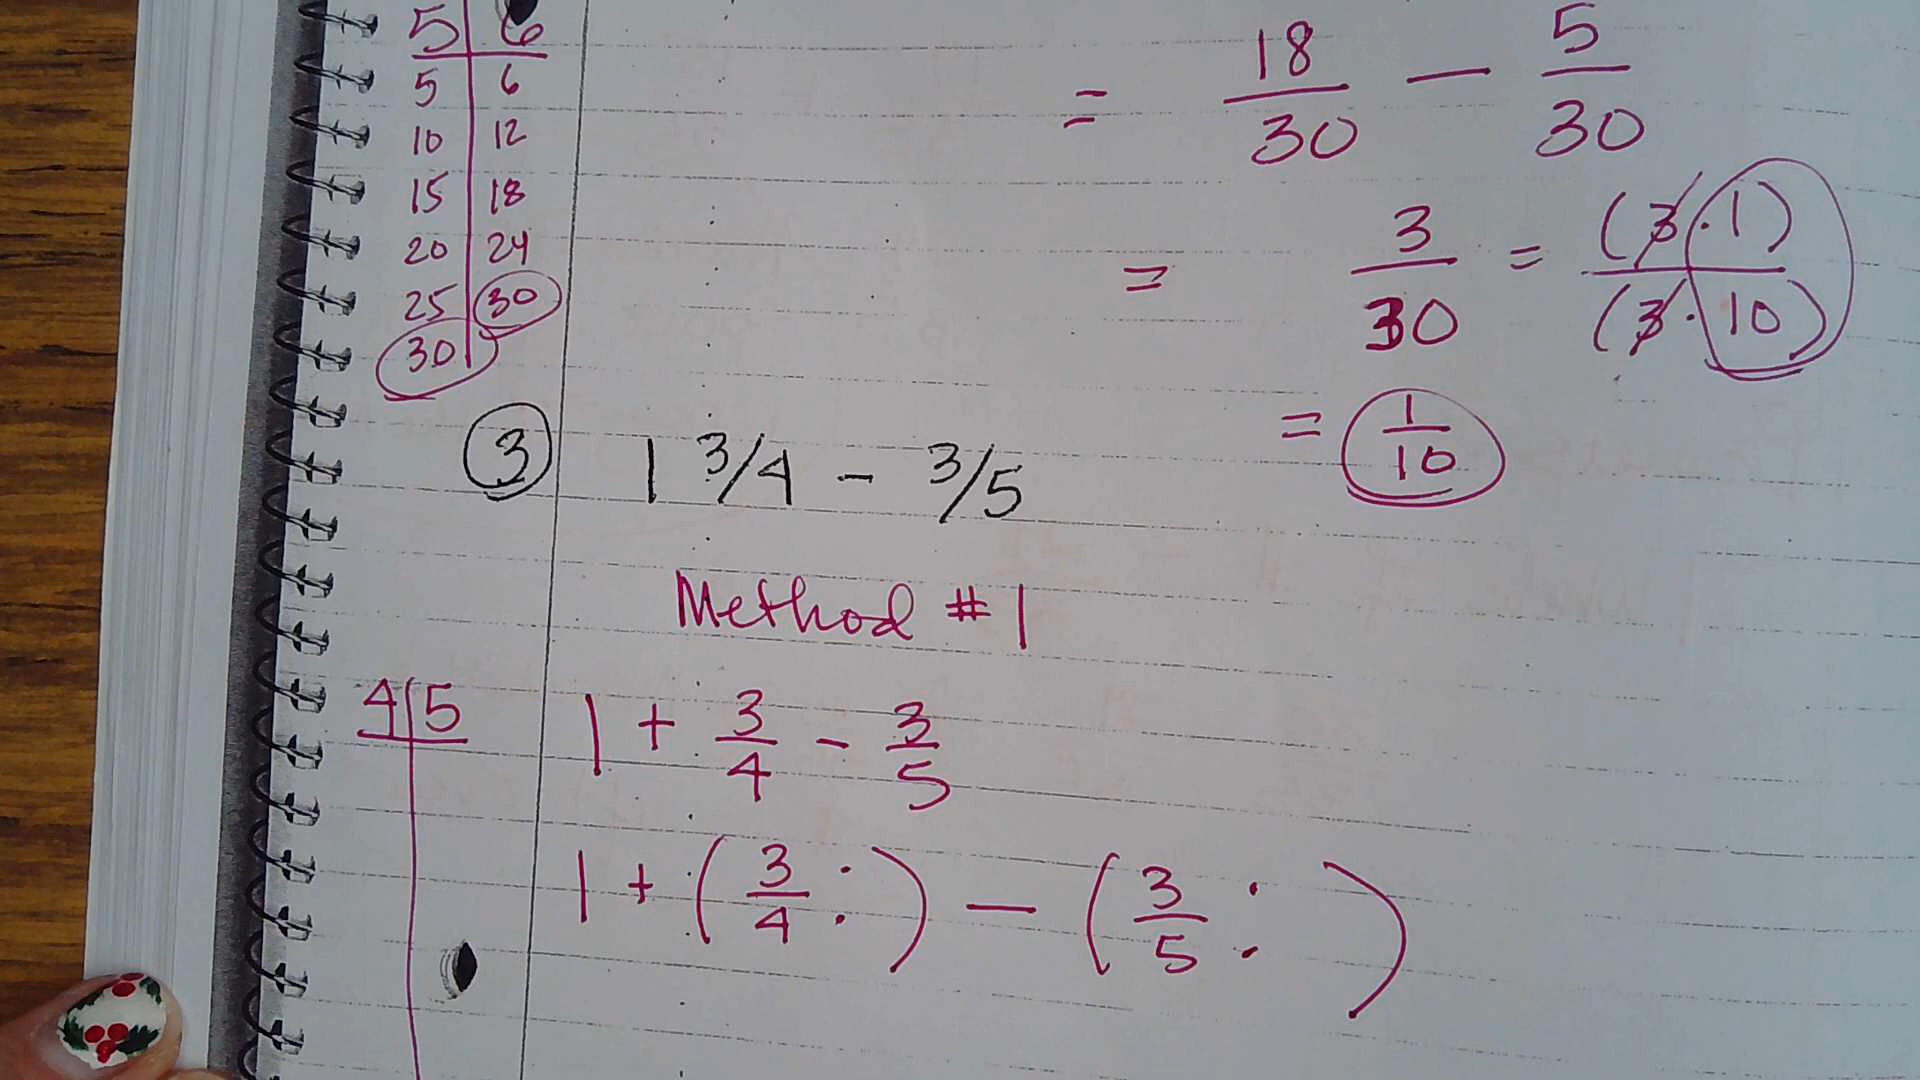 5 | 6
5 | 6
10 | 12
15 | 18
20 | 24
25 | 30
30
= 18/30 - 5/30
= 3/30 = (3·1)/(3·10)
= 1/10
3 1 3/4 - 3/5
Method #1
4 | 5
1 + 3/4 - 3/5
1 + (3/4 · ) - (3/5 · )